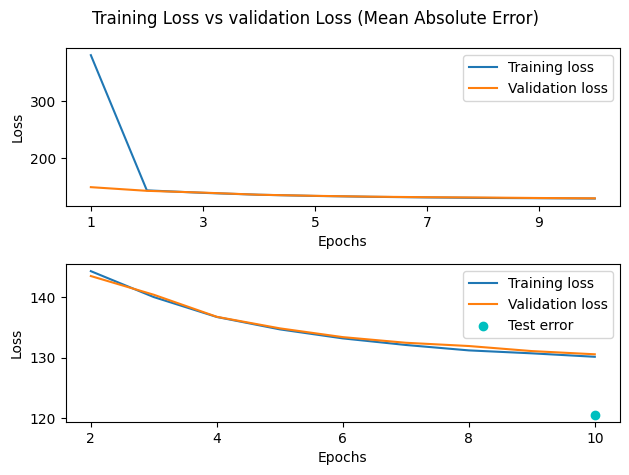 Training Loss vs validation Loss (Mean Absolute Error)
Training loss
Validation loss
300
200
Loss
1 3 5 7 9
Epochs
Training loss
Validation loss
Test error
140
130
120
Loss
2 4 6 8 10
Epochs